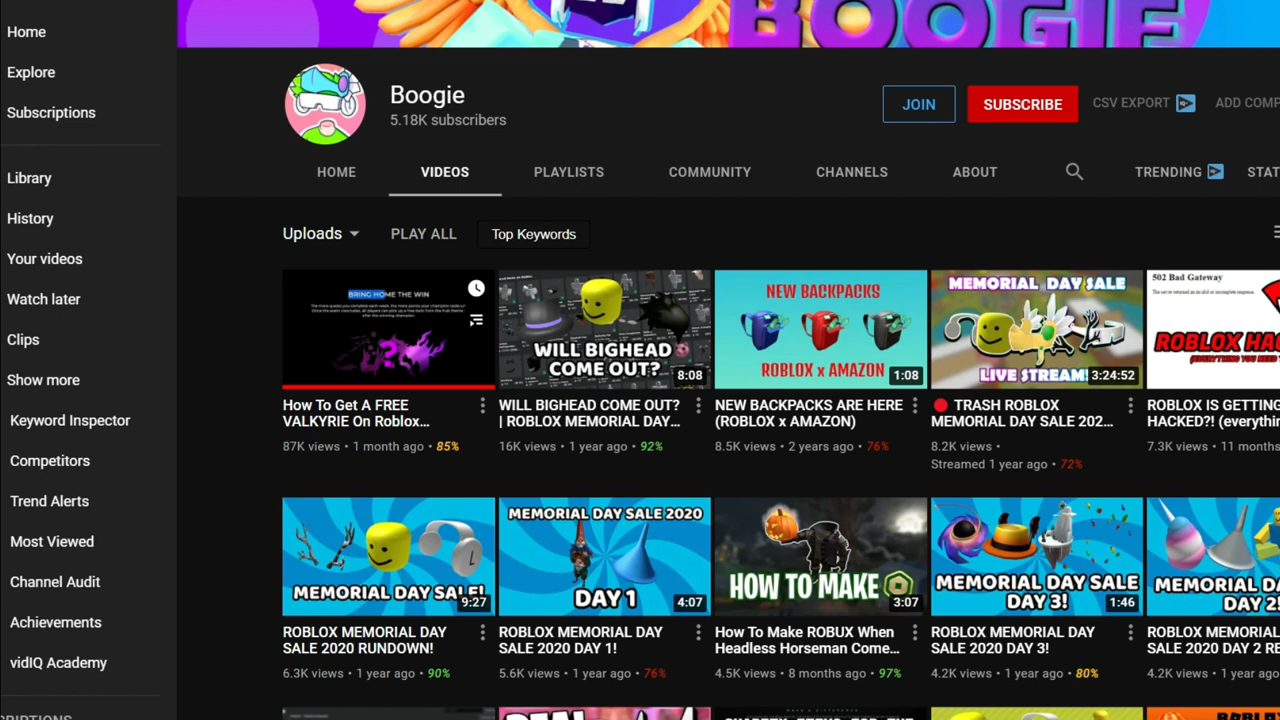 BOOGIE
Home
Explore
Subscriptions
Library
History
Your videos
Watch later
Clips
Show more
Keyword Inspector
Competitors
Trend Alerts
Most Viewed
Channel Audit
Achievements
vidIQ Academy
Boogie
5.18K subscribers
JOIN
SUBSCRIBE
CSV EXPORT
ADD COMP
HOME
VIDEOS
PLAYLISTS
COMMUNITY
CHANNELS
ABOUT
TRENDING
STAT
Uploads
PLAY ALL
Top Keywords
BRING HOME THE WIN
How To Get A FREE
VALKYRIE On Roblox...
87K views • 1 month ago • 85%
WILL BIGHEAD
COME OUT?
8:08
WILL BIGHEAD COME OUT?
| ROBLOX MEMORIAL DAY...
16K views • 1 year ago • 92%
NEW BACKPACKS
ROBLOX x AMAZON
1:08
NEW BACKPACKS ARE HERE
(ROBLOX x AMAZON)
8.5K views • 2 years ago • 76%
MEMORIAL DAY SALE
LIVE STREAM!
3:24:52
TRASH ROBLOX
MEMORIAL DAY SALE 202...
8.2K views •
Streamed 1 year ago • 72%
502 Bad Gateway
ROBLOX HA
ROBLOX IS GETTING
HACKED?! (everythin
7.3K views • 11 months
MEMORIAL DAY SALE!
9:27
ROBLOX MEMORIAL DAY
SALE 2020 RUNDOWN!
6.3K views • 1 year ago • 90%
MEMORIAL DAY SALE 2020
DAY 1
4:07
ROBLOX MEMORIAL DAY
SALE 2020 DAY 1!
5.6K views • 1 year ago • 76%
HOW TO MAKE
3:07
How To Make ROBUX When
Headless Horseman Come...
4.5K views • 8 months ago • 97%
MEMORIAL DAY SALE
DAY 3!
1:46
ROBLOX MEMORIAL DAY
SALE 2020 DAY 3!
4.2K views • 1 year ago • 80%
MEMORIAL DA
DAY 2!
ROBLOX MEMORIAL
SALE 2020 DAY 2 RE
4.2K views • 1 year ago